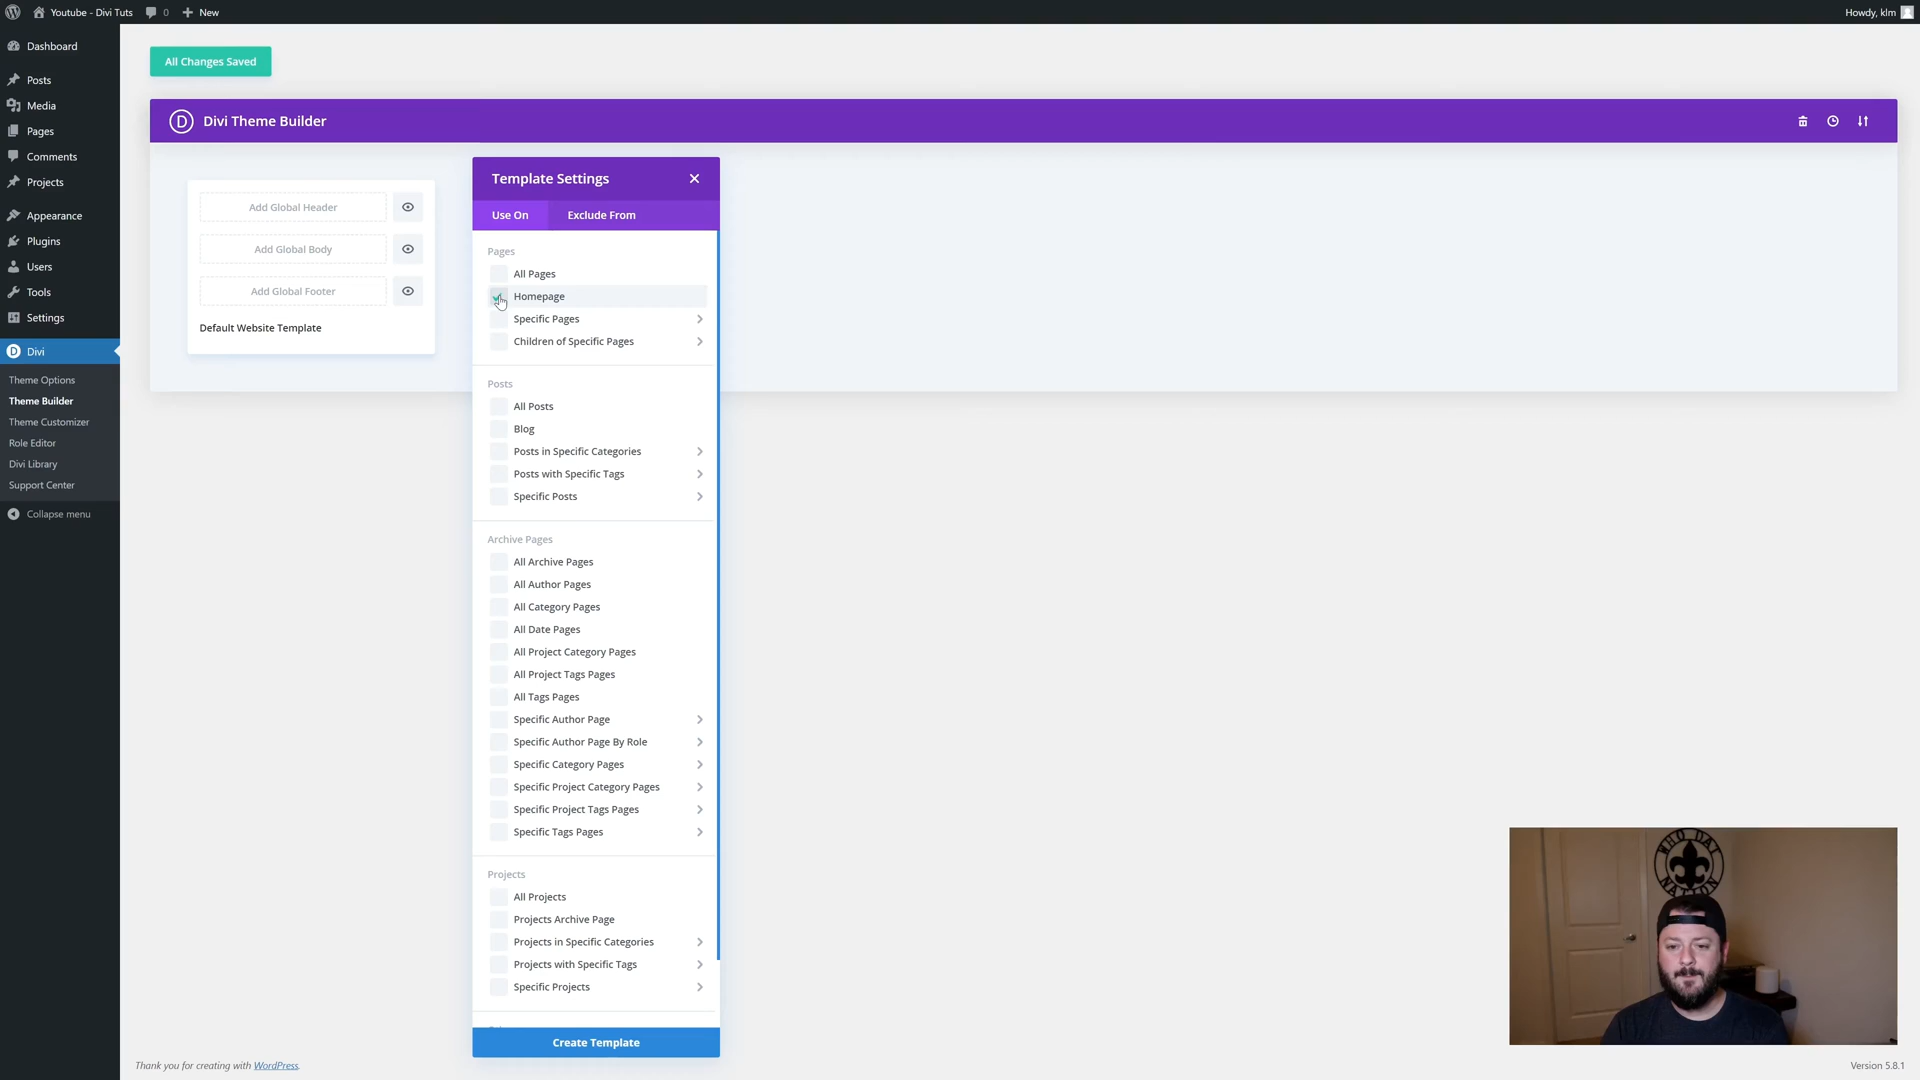 Youtube - Divi Tuts
0
New
Howdy, klm
Dashboard
Posts
Media
Pages
Comments
Projects
Appearance
Plugins
Users
Tools
Settings
Divi
Theme Options
Theme Builder
Theme Customizer
Role Editor
Divi Library
Support Center
Collapse menu
All Changes Saved
D
Divi Theme Builder
Add Global Header
Add Global Body
Add Global Footer
Default Website Template
Template Settings
Use On
Exclude From
Pages
All Pages
Homepage
Specific Pages
Children of Specific Pages
Posts
All Posts
Blog
Posts in Specific Categories
Posts with Specific Tags
Specific Posts
Archive Pages
All Archive Pages
All Author Pages
All Category Pages
All Date Pages
All Project Category Pages
All Project Tags Pages
All Tags Pages
Specific Author Page
Specific Author Page By Role
Specific Category Pages
Specific Project Category Pages
Specific Project Tags Pages
Specific Tags Pages
Projects
All Projects
Projects Archive Page
Projects in Specific Categories
Projects with Specific Tags
Specific Projects
Create Template
WHO DAT
NATION
Thank you for creating with WordPress.
Version 5.8.1